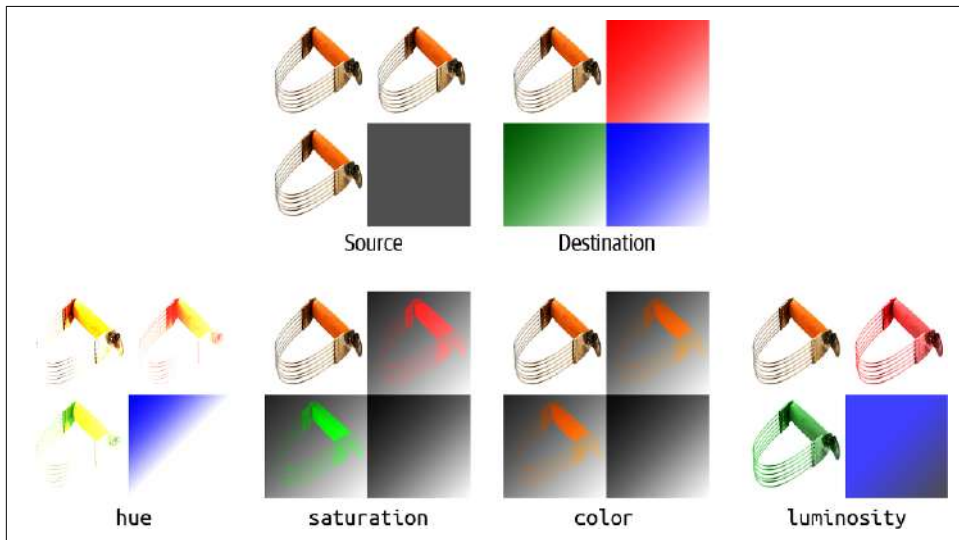 Source
Destination
hue
saturation
color
luminosity